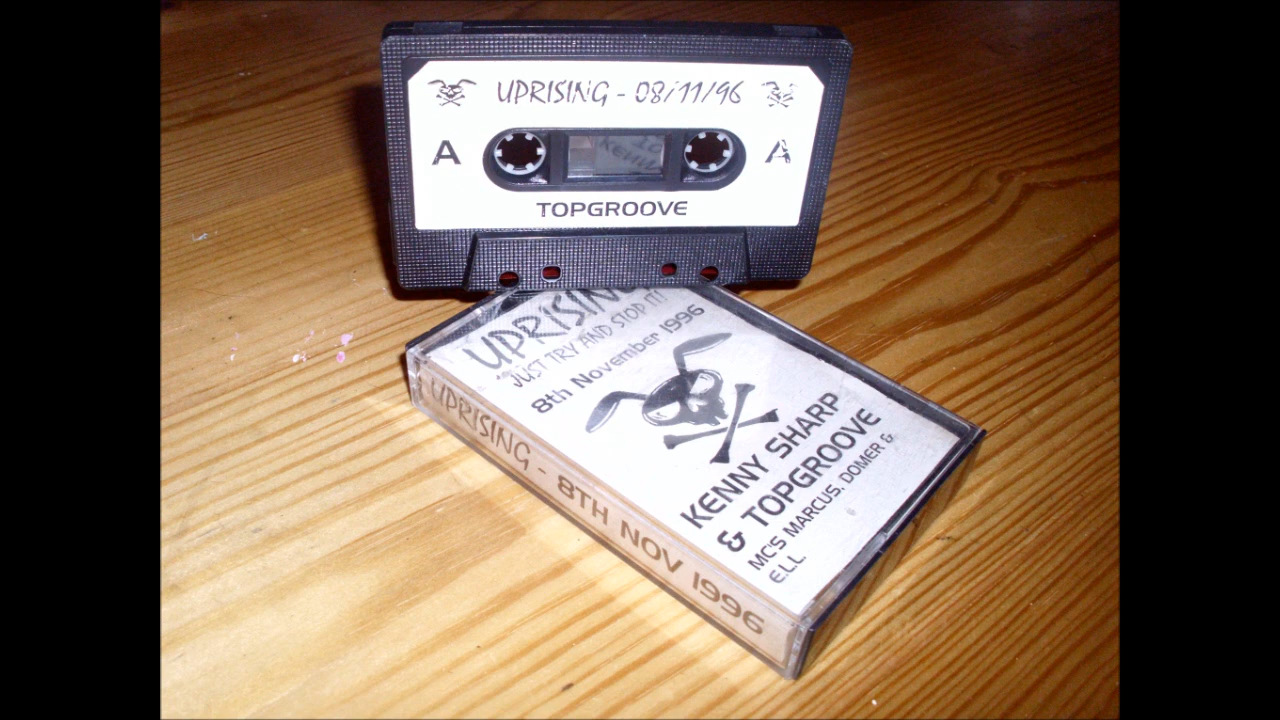 UPRISING - 08/11/96
A A
TOPGROOVE
UPRISING
JUST TRY AND STOP IT!
8th November 1996
KENNY SHARP
& TOPGROOVE
MC'S MARCUS, DOMER &
E.L.L.
UPRISING - 8TH NOV 1996